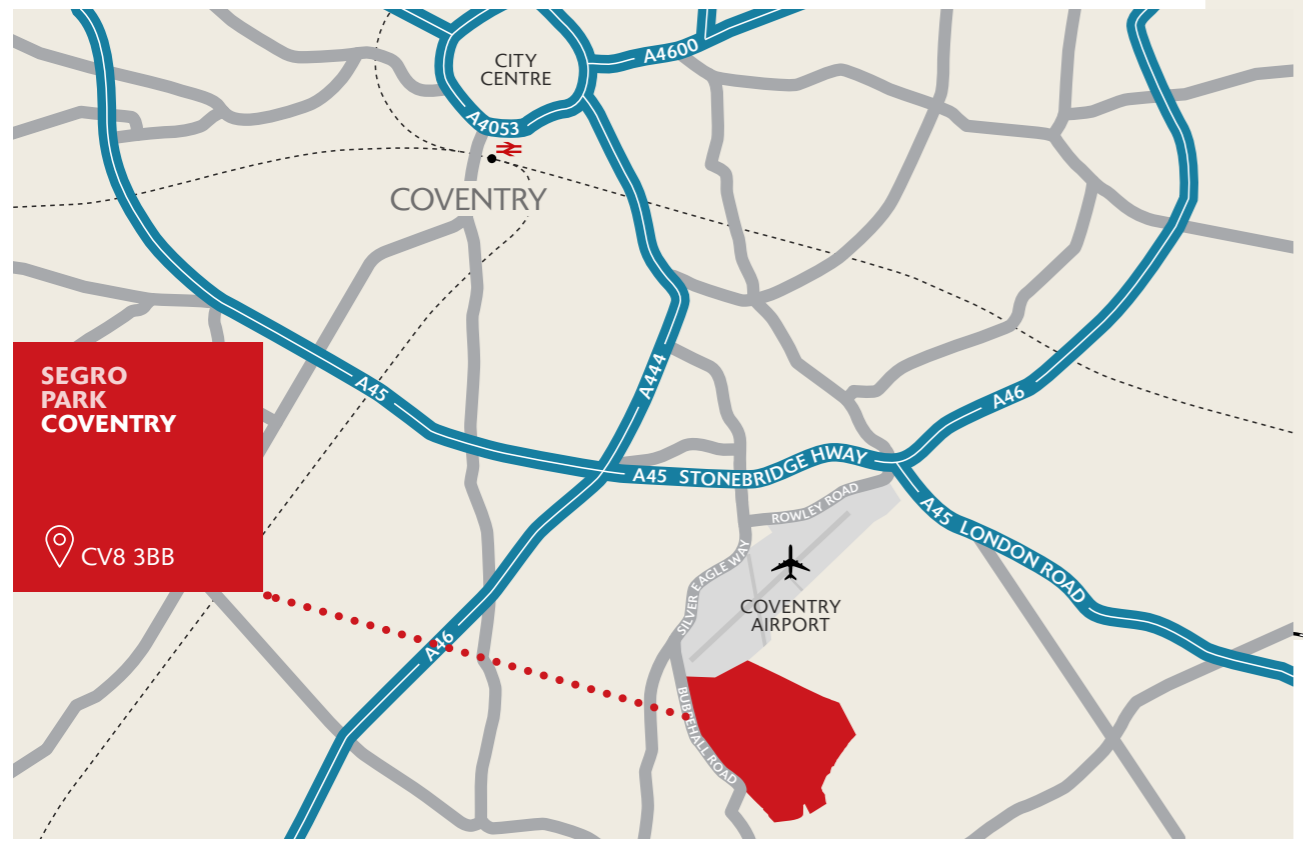 CITY
CENTRE
A4600
A4053
COVENTRY
SEGRO
PARK
COVENTRY
CV8 3BB
A45
A444
A46
A45 STONEBRIDGE HWAY
ROWLEY ROAD
A45 LONDON ROAD
SILVER EAGLE WAY
COVENTRY
AIRPORT
A46
BUBBEHALL ROAD